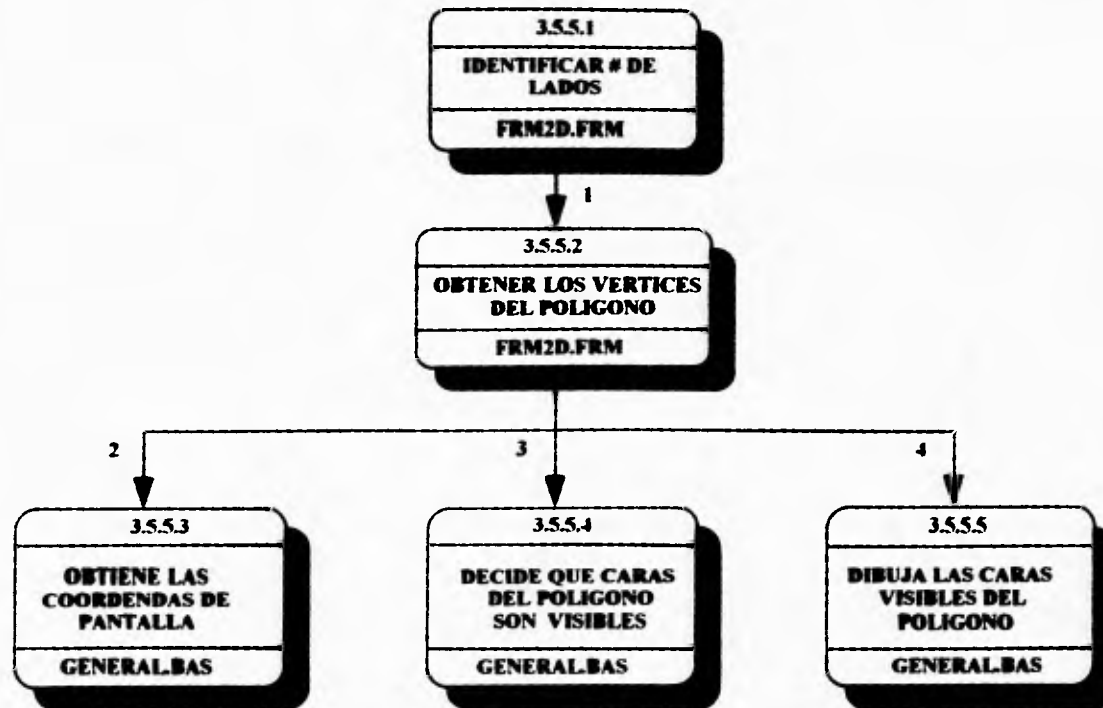 3.5.5.1
IDENTIFICAR # DE
LADOS
FRM2D.FRM
1
3.5.5.2
OBTENER LOS VERTICES
DEL POLIGONO
FRM2D.FRM
2
3
4
3.5.5.3
OBTIENE LAS
COORDENDAS DE
PANTALLA
GENERAL.BAS
3.5.5.4
DECIDE QUE CARAS
DEL POLIGONO
SON VISIBLES
GENERAL.BAS
3.5.5.5
DIBUJA LAS CARAS
VISIBLES DEL
POLIGONO
GENERAL.BAS